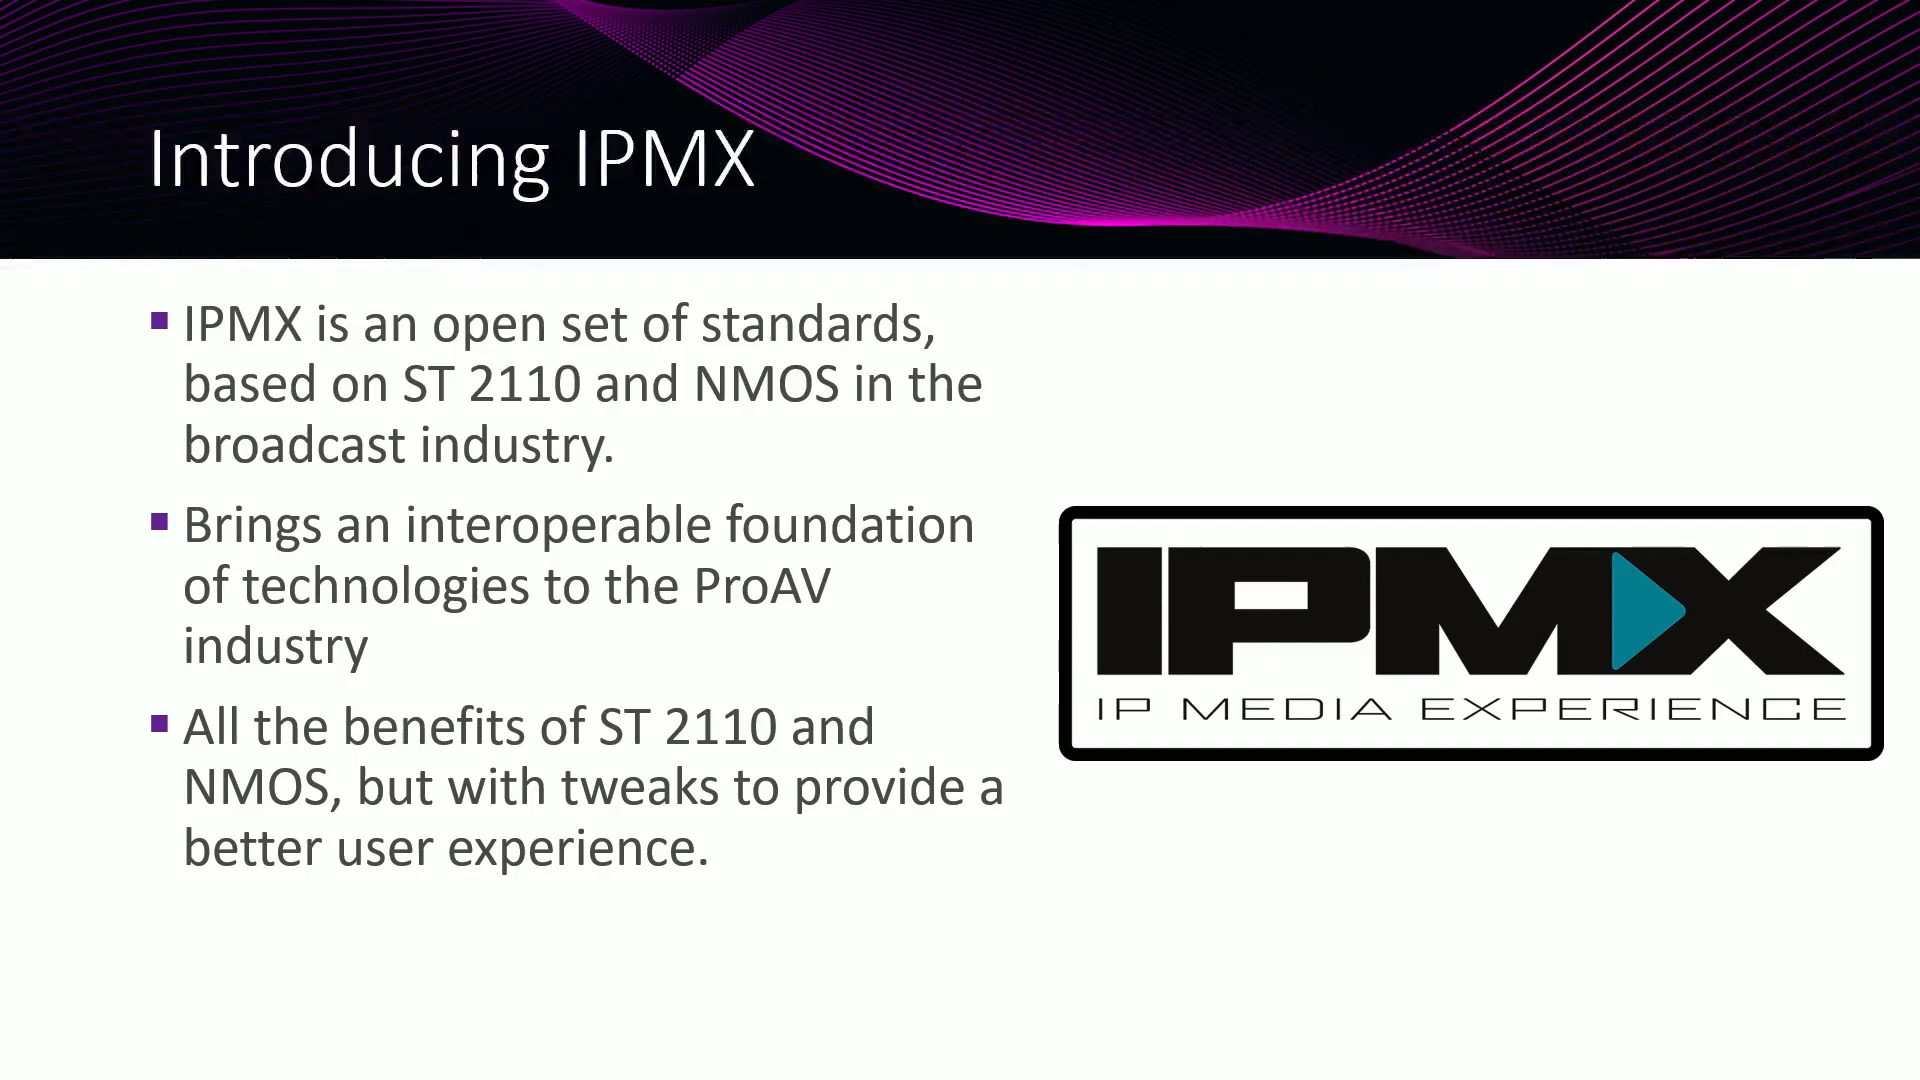 Introducing IPMX
▪ IPMX is an open set of standards,
based on ST 2110 and NMOS in the
broadcast industry.
▪ Brings an interoperable foundation
of technologies to the ProAV
industry
▪ All the benefits of ST 2110 and
NMOS, but with tweaks to provide a
better user experience.
IPMX
IP MEDIA EXPERIENCE